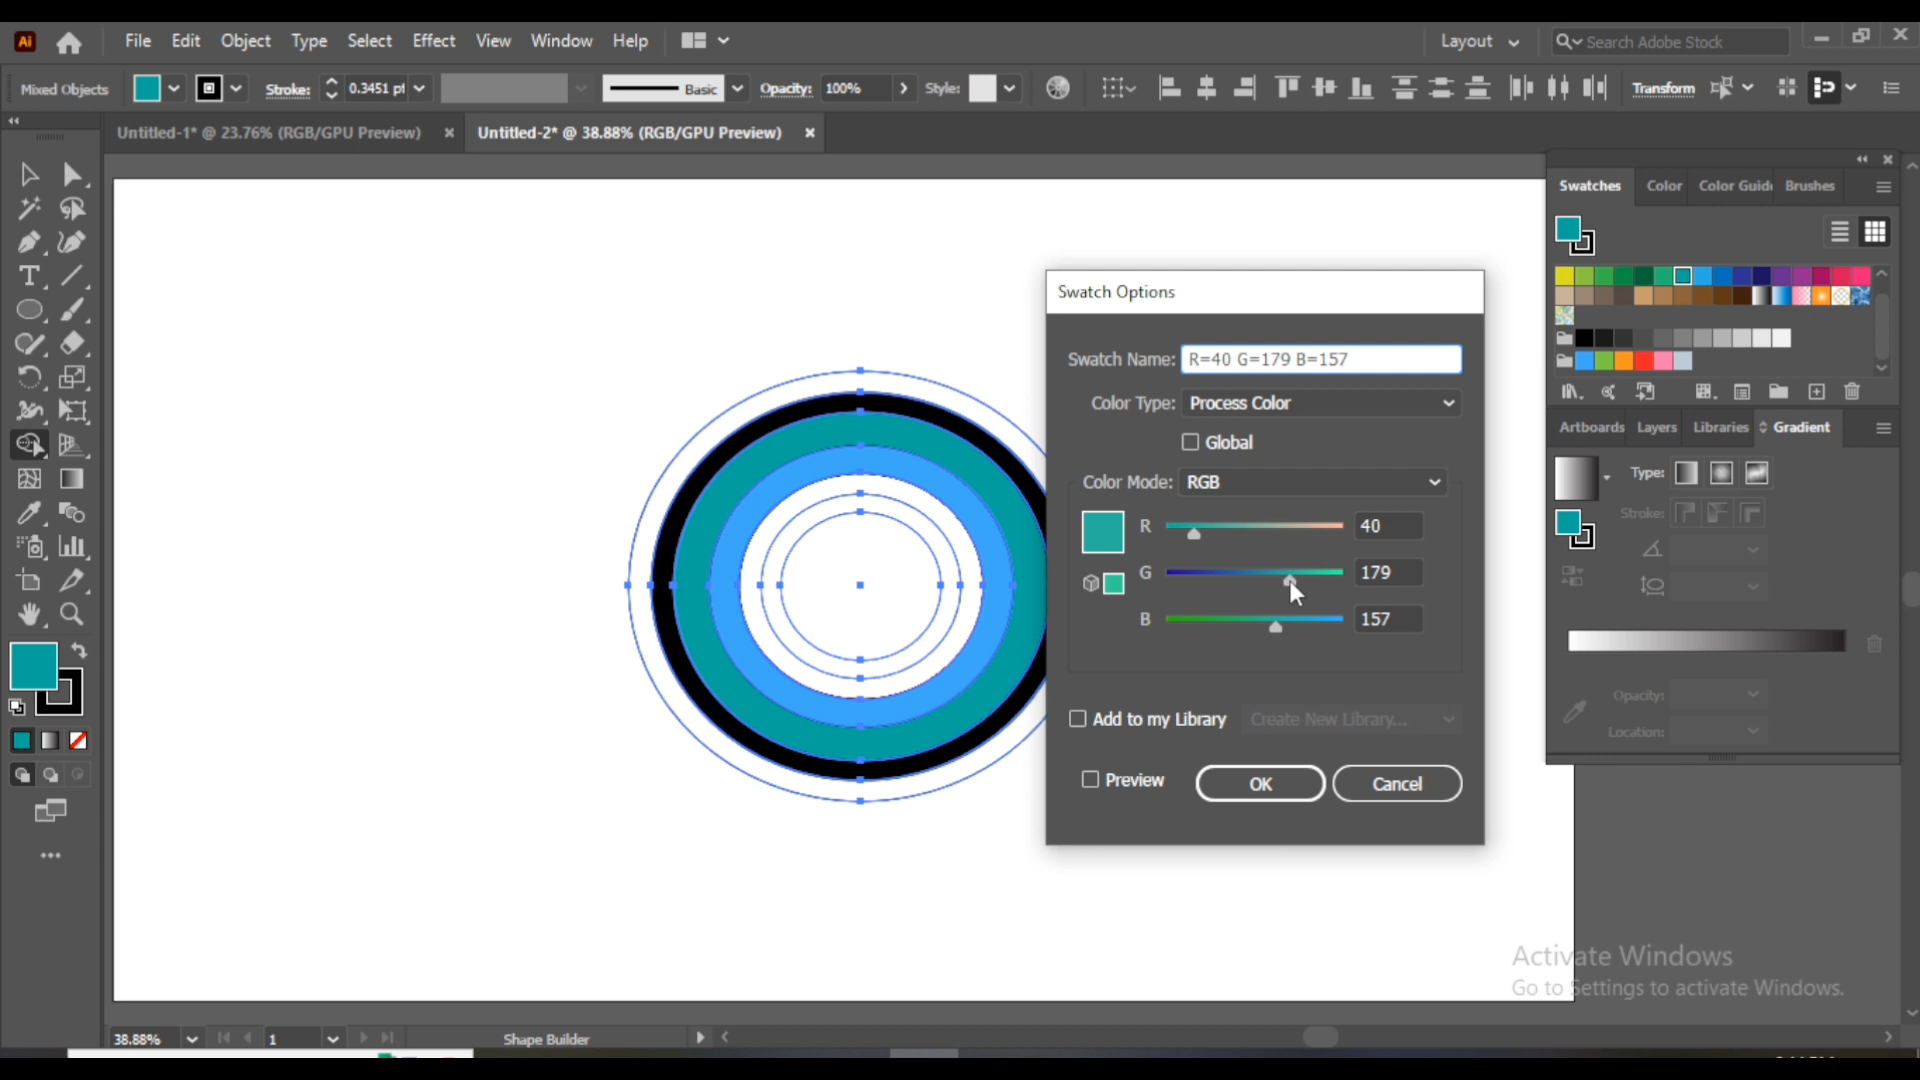 Ai File Edit Object Type Select Effect View Window Help Layout Search Adobe Stock
Mixed Objects Stroke: 0.3451 pt Basic Opacity: 100% Style: Transform
Untitled-1* @ 23.76% (RGB/GPU Preview) × Untitled-2* @ 38.88% (RGB/GPU Preview) ×
Swatches Color Color Guid Brushes
Swatch Options
Swatch Name: R=40 G=179 B=157
Color Type: Process Color
Global
Color Mode: RGB
R 40
G 179
B 157
Add to my Library Create New Library...
Preview OK Cancel
Artboards Layers Libraries Gradient
Type:
Stroke:
Opacity:
Location:
Activate Windows
Go to Settings to activate Windows.
38.88% 1 Shape Builder